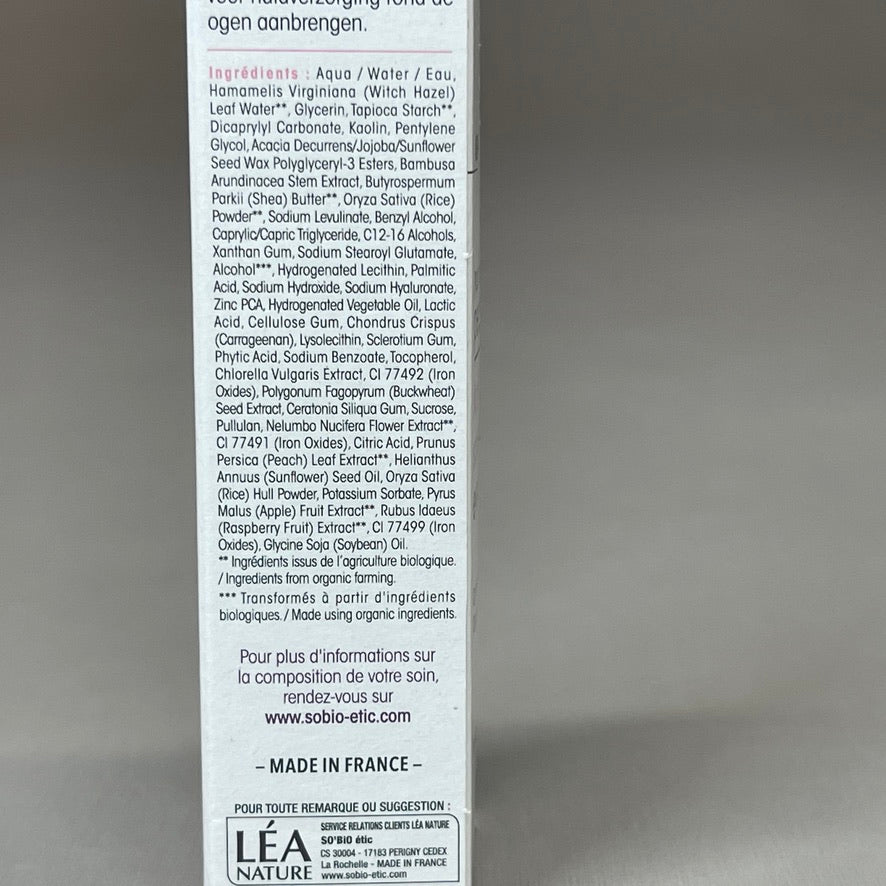 ogen aanbrengen.
Ingrédients : Aqua / Water / Eau,
Hamamelis Virginiana (Witch Hazel)
Leaf Water**, Glycerin, Tapioca Starch**,
Dicaprylyl Carbonate, Kaolin, Pentylene
Glycol, Acacia Decurrens/Jojoba/Sunflower
Seed Wax Polyglyceryl-3 Esters, Bambusa
Arundinacea Stem Extract, Butyrospermum
Parkii (Shea) Butter**, Oryza Sativa (Rice)
Powder**, Sodium Levulinate, Benzyl Alcohol,
Caprylic/Capric Triglyceride, C12-16 Alcohols,
Xanthan Gum, Sodium Stearoyl Glutamate,
Alcohol***, Hydrogenated Lecithin, Palmitic
Acid, Sodium Hydroxide, Sodium Hyaluronate,
Zinc PCA, Hydrogenated Vegetable Oil, Lactic
Acid, Cellulose Gum, Chondrus Crispus
(Carrageenan), Lysolecithin, Sclerotium Gum,
Phytic Acid, Sodium Benzoate, Tocopherol,
Chlorella Vulgaris Extract, CI 77492 (Iron
Oxides), Polygonum Fagopyrum (Buckwheat)
Seed Extract, Ceratonia Siliqua Gum, Sucrose,
Pullulan, Nelumbo Nucifera Flower Extract**,
CI 77491 (Iron Oxides), Citric Acid, Prunus
Persica (Peach) Leaf Extract**, Helianthus
Annuus (Sunflower) Seed Oil, Oryza Sativa
(Rice) Hull Powder, Potassium Sorbate, Pyrus
Malus (Apple) Fruit Extract**, Rubus Idaeus
(Raspberry Fruit) Extract**, CI 77499 (Iron
Oxides), Glycine Soja (Soybean) Oil.
** Ingrédients issus de l'agriculture biologique.
/ Ingredients from organic farming.
*** Transformés à partir d'ingrédients
biologiques. / Made using organic ingredients.
Pour plus d'informations sur
la composition de votre soin,
rendez-vous sur
www.sobio-etic.com
– MADE IN FRANCE –
POUR TOUTE REMARQUE OU SUGGESTION :
LÉA
NATURE
SERVICE RELATIONS CLIENTS LÉA NATURE
SO'BiO étic
CS 30004 - 17183 PERIGNY CEDEX
La Rochelle - MADE IN FRANCE
www.sobio-etic.com